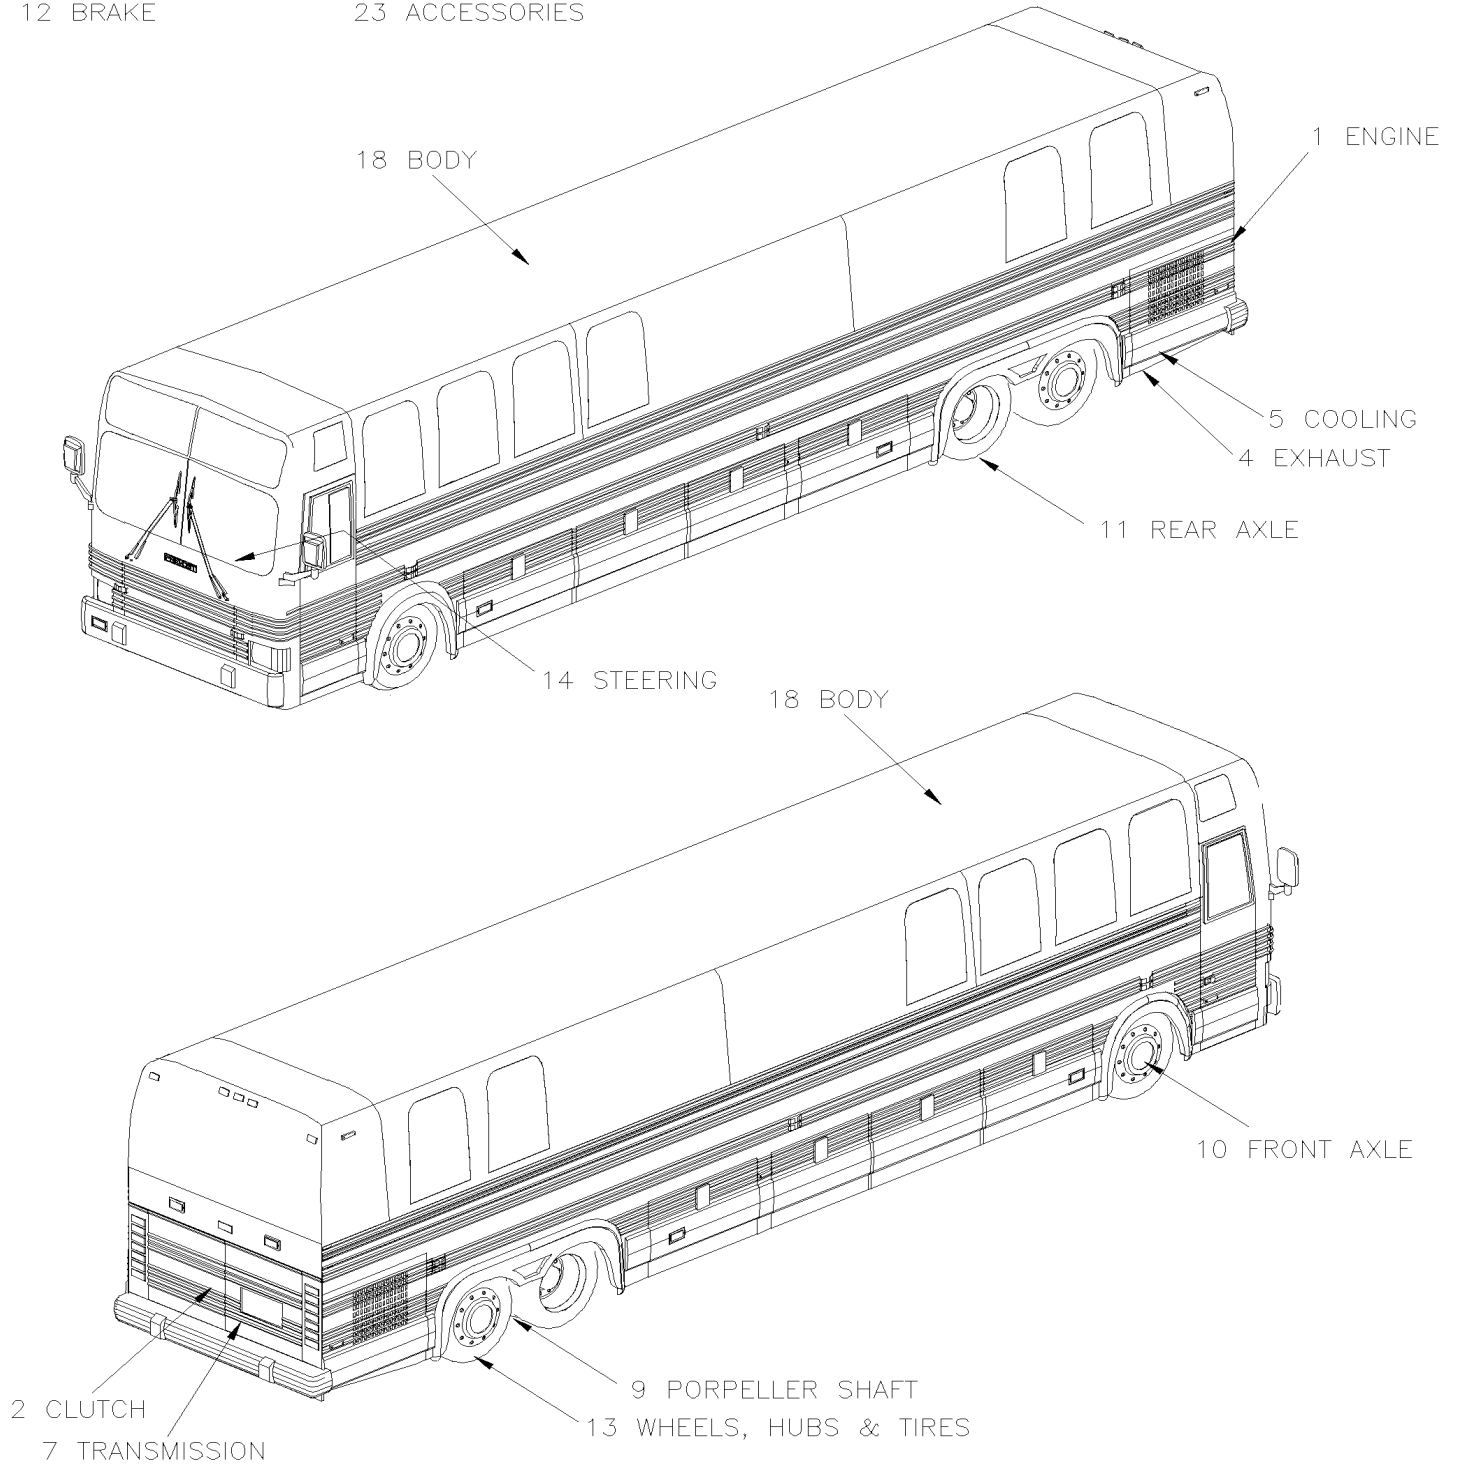 12 BRAKE
23 ACCESSORIES
1 ENGINE
18 BODY
5 COOLING
4 EXHAUST
11 REAR AXLE
14 STEERING
18 BODY
10 FRONT AXLE
9 PORPELLER SHAFT
2 CLUTCH
13 WHEELS, HUBS & TIRES
7 TRANSMISSION